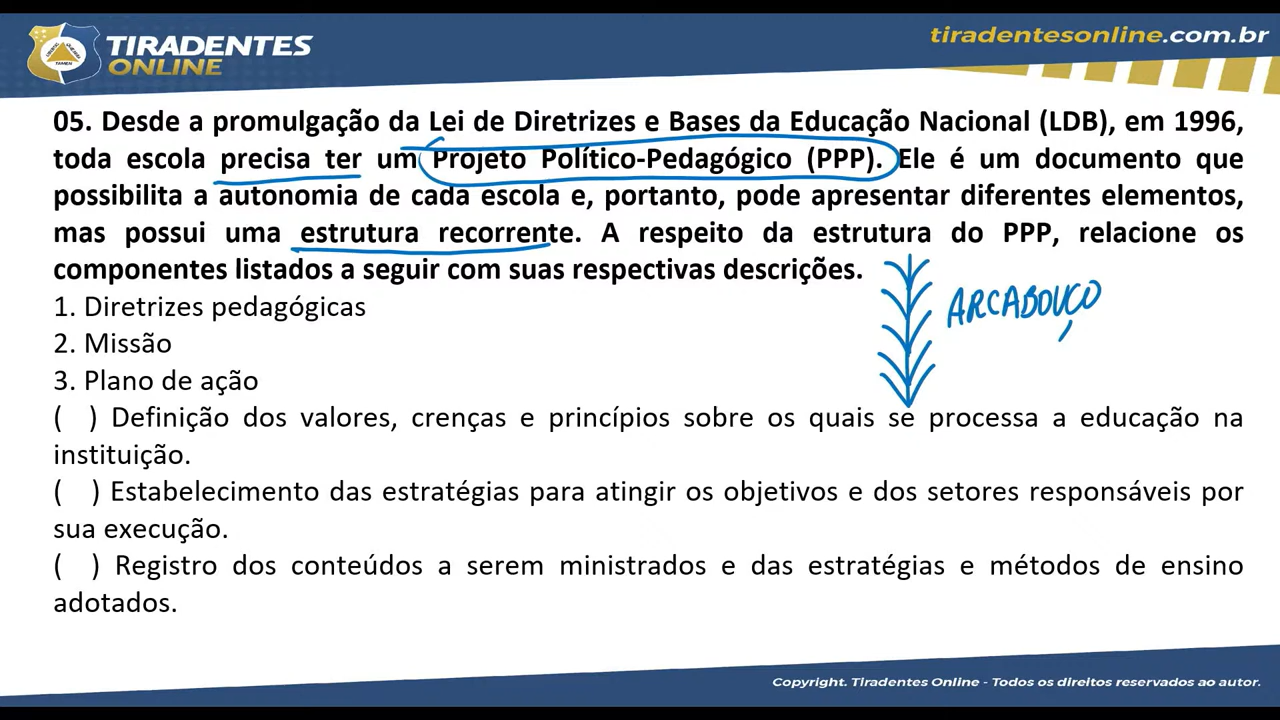 TIRADENTES
ONLINE
tiradentesonline.com.br
05. Desde a promulgação da Lei de Diretrizes e Bases da Educação Nacional (LDB), em 1996,
toda escola precisa ter um Projeto Político-Pedagógico (PPP). Ele é um documento que
possibilita a autonomia de cada escola e, portanto, pode apresentar diferentes elementos,
mas possui uma estrutura recorrente. A respeito da estrutura do PPP, relacione os
componentes listados a seguir com suas respectivas descrições.
ARCABOUÇO
1. Diretrizes pedagógicas
2. Missão
3. Plano de ação
( ) Definição dos valores, crenças e princípios sobre os quais se processa a educação na
instituição.
( ) Estabelecimento das estratégias para atingir os objetivos e dos setores responsáveis por
sua execução.
( ) Registro dos conteúdos a serem ministrados e das estratégias e métodos de ensino
adotados.
Copyright. Tiradentes Online - Todos os direitos reservados ao autor.